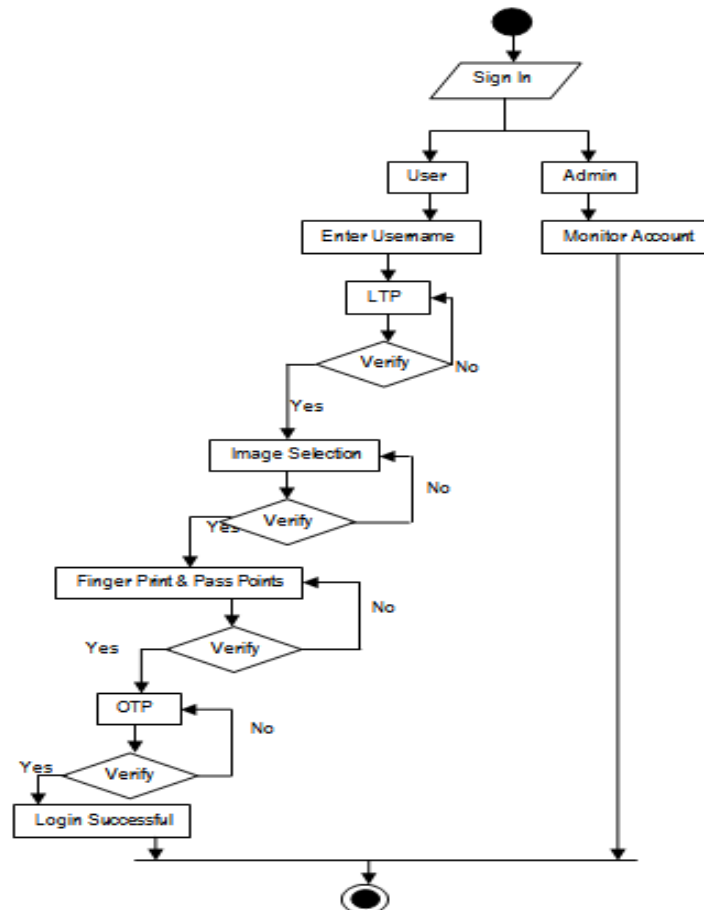 Sign In
User
Admin
Enter Username
Monitor Account
LTP
Verify
No
Yes
Image Selection
No
Verify
Yes
Finger Print & Pass Points
No
Verify
Yes
OTP
No
Verify
Yes
Login Successful